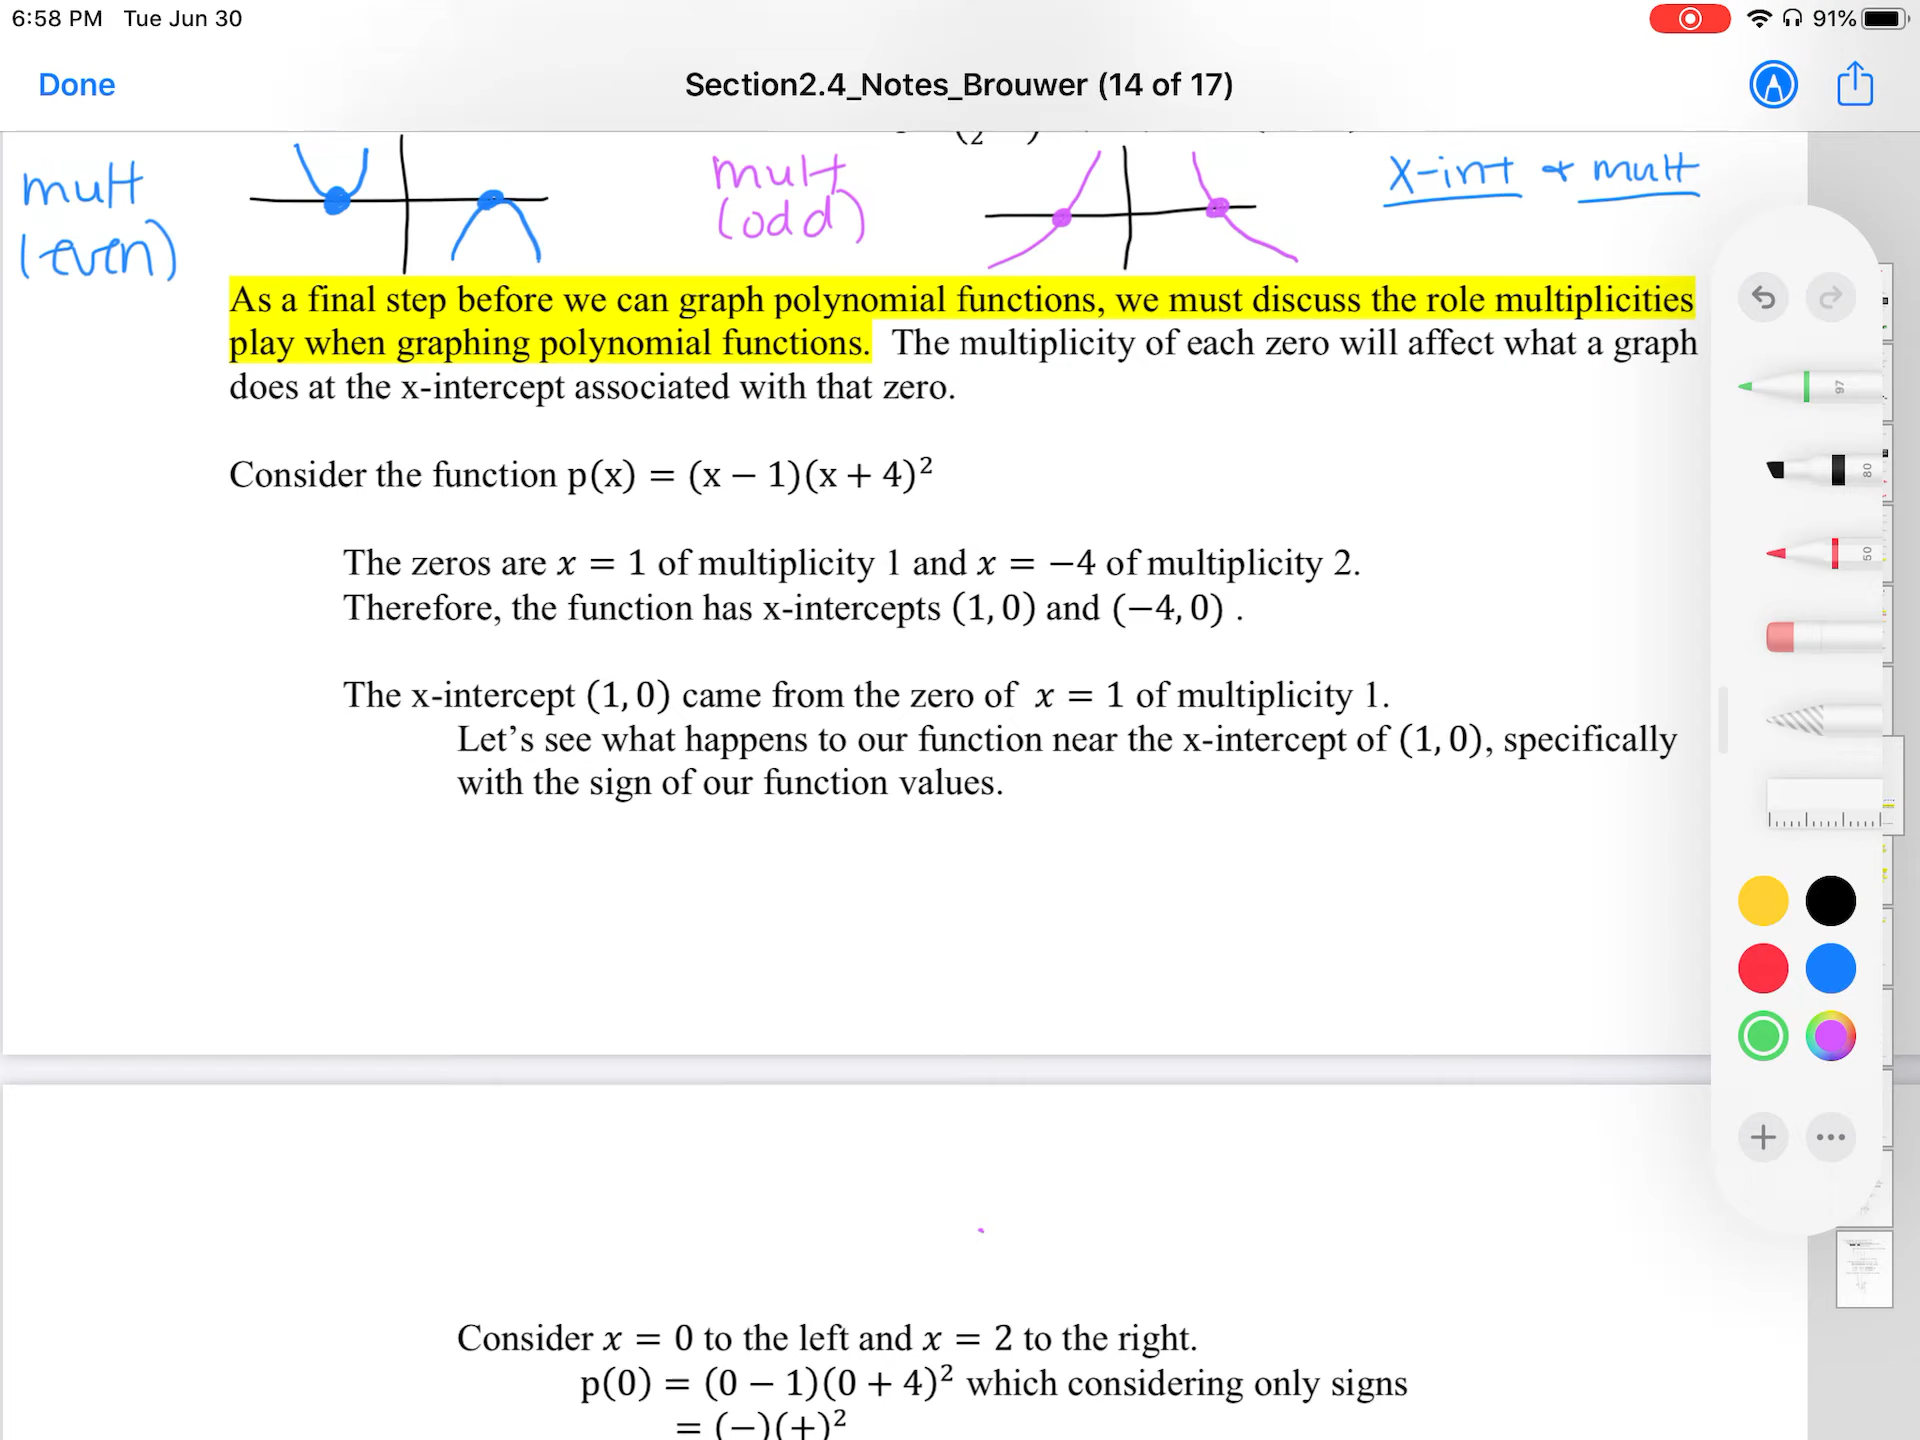 6:58 PM Tue Jun 30
91%
Done
Section2.4_Notes_Brouwer (14 of 17)
mult
(even)
mult
(odd)
x-int & mult
As a final step before we can graph polynomial functions, we must discuss the role multiplicities
play when graphing polynomial functions. The multiplicity of each zero will affect what a graph
does at the x-intercept associated with that zero.
Consider the function p(x) = (x − 1)(x + 4)²
The zeros are x = 1 of multiplicity 1 and x = −4 of multiplicity 2.
Therefore, the function has x-intercepts (1, 0) and (−4, 0) .
The x-intercept (1, 0) came from the zero of x = 1 of multiplicity 1.
Let’s see what happens to our function near the x-intercept of (1, 0), specifically
with the sign of our function values.
97
80
50
Consider x = 0 to the left and x = 2 to the right.
p(0) = (0 − 1)(0 + 4)² which considering only signs
= (−)(+)²